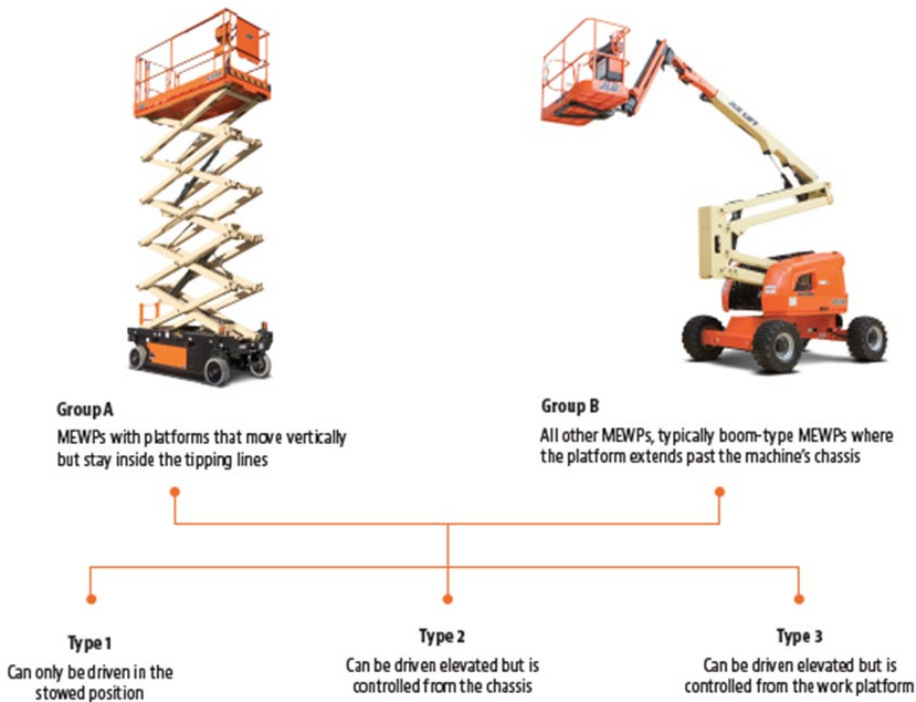 JLG
JLG LIFT
Group A
MEWPs with platforms that move vertically
but stay inside the tipping lines
Group B
All other MEWPs, typically boom-type MEWPs where
the platform extends past the machine's chassis
Type 1
Can only be driven in the
stowed position
Type 2
Can be driven elevated but is
controlled from the chassis
Type 3
Can be driven elevated but is
controlled from the work platform